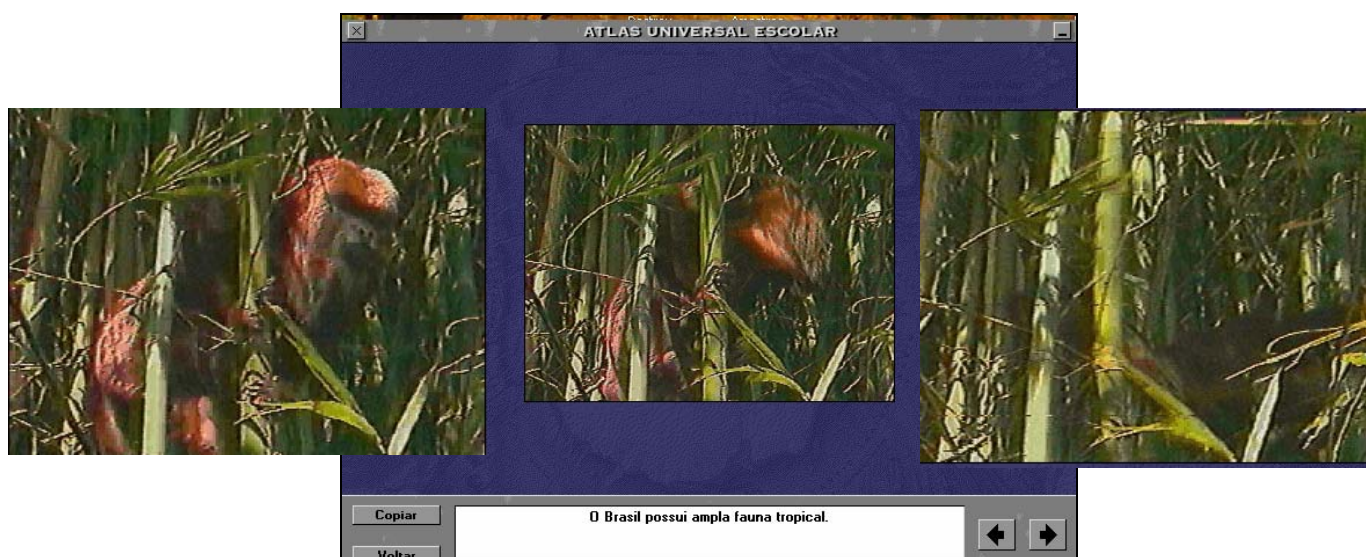 ATLAS UNIVERSAL ESCOLAR
Copiar
O Brasil possui ampla fauna tropical.
Voltar